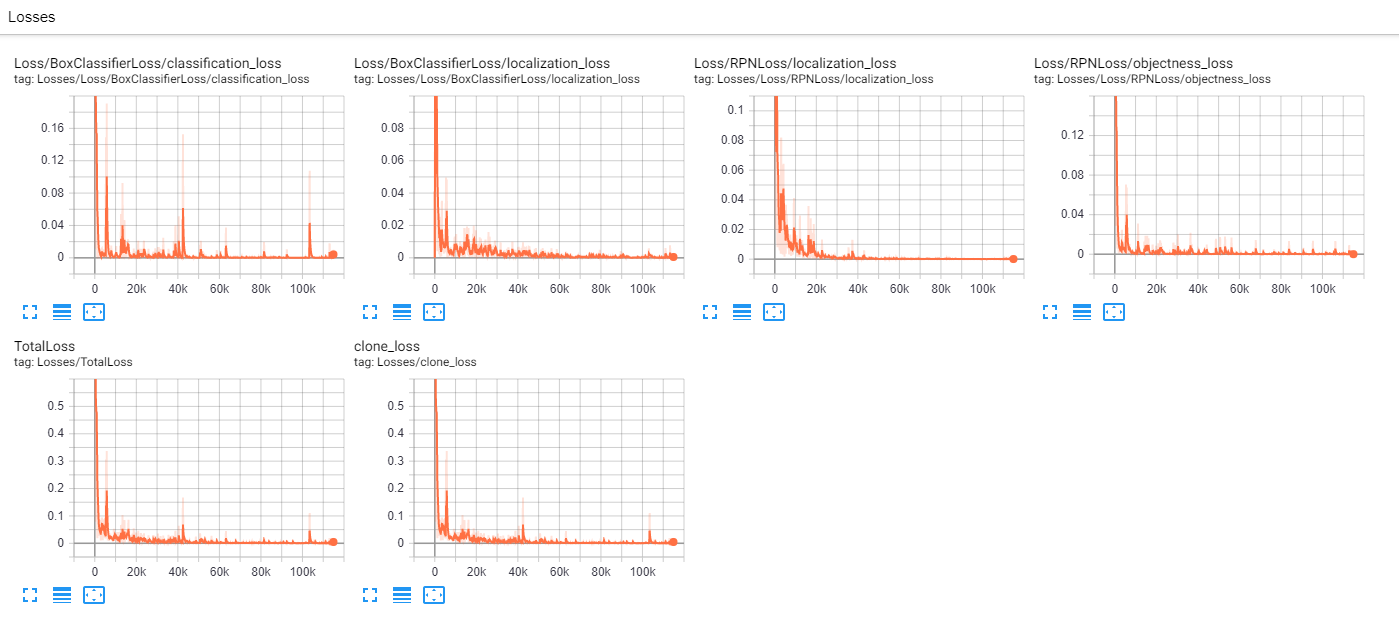 Losses
Loss/BoxClassifierLoss/classification_loss
tag: Losses/Loss/BoxClassifierLoss/classification_loss
0.16
0.12
0.08
0.04
0
0 20k 40k 60k 80k 100k
Loss/BoxClassifierLoss/localization_loss
tag: Losses/Loss/BoxClassifierLoss/localization_loss
0.08
0.06
0.04
0.02
0
0 20k 40k 60k 80k 100k
Loss/RPNLoss/localization_loss
tag: Losses/Loss/RPNLoss/localization_loss
0.1
0.08
0.06
0.04
0.02
0
0 20k 40k 60k 80k 100k
Loss/RPNLoss/objectness_loss
tag: Losses/Loss/RPNLoss/objectness_loss
0.12
0.08
0.04
0
0 20k 40k 60k 80k 100k
TotalLoss
tag: Losses/TotalLoss
0.5
0.4
0.3
0.2
0.1
0
0 20k 40k 60k 80k 100k
clone_loss
tag: Losses/clone_loss
0.5
0.4
0.3
0.2
0.1
0
0 20k 40k 60k 80k 100k